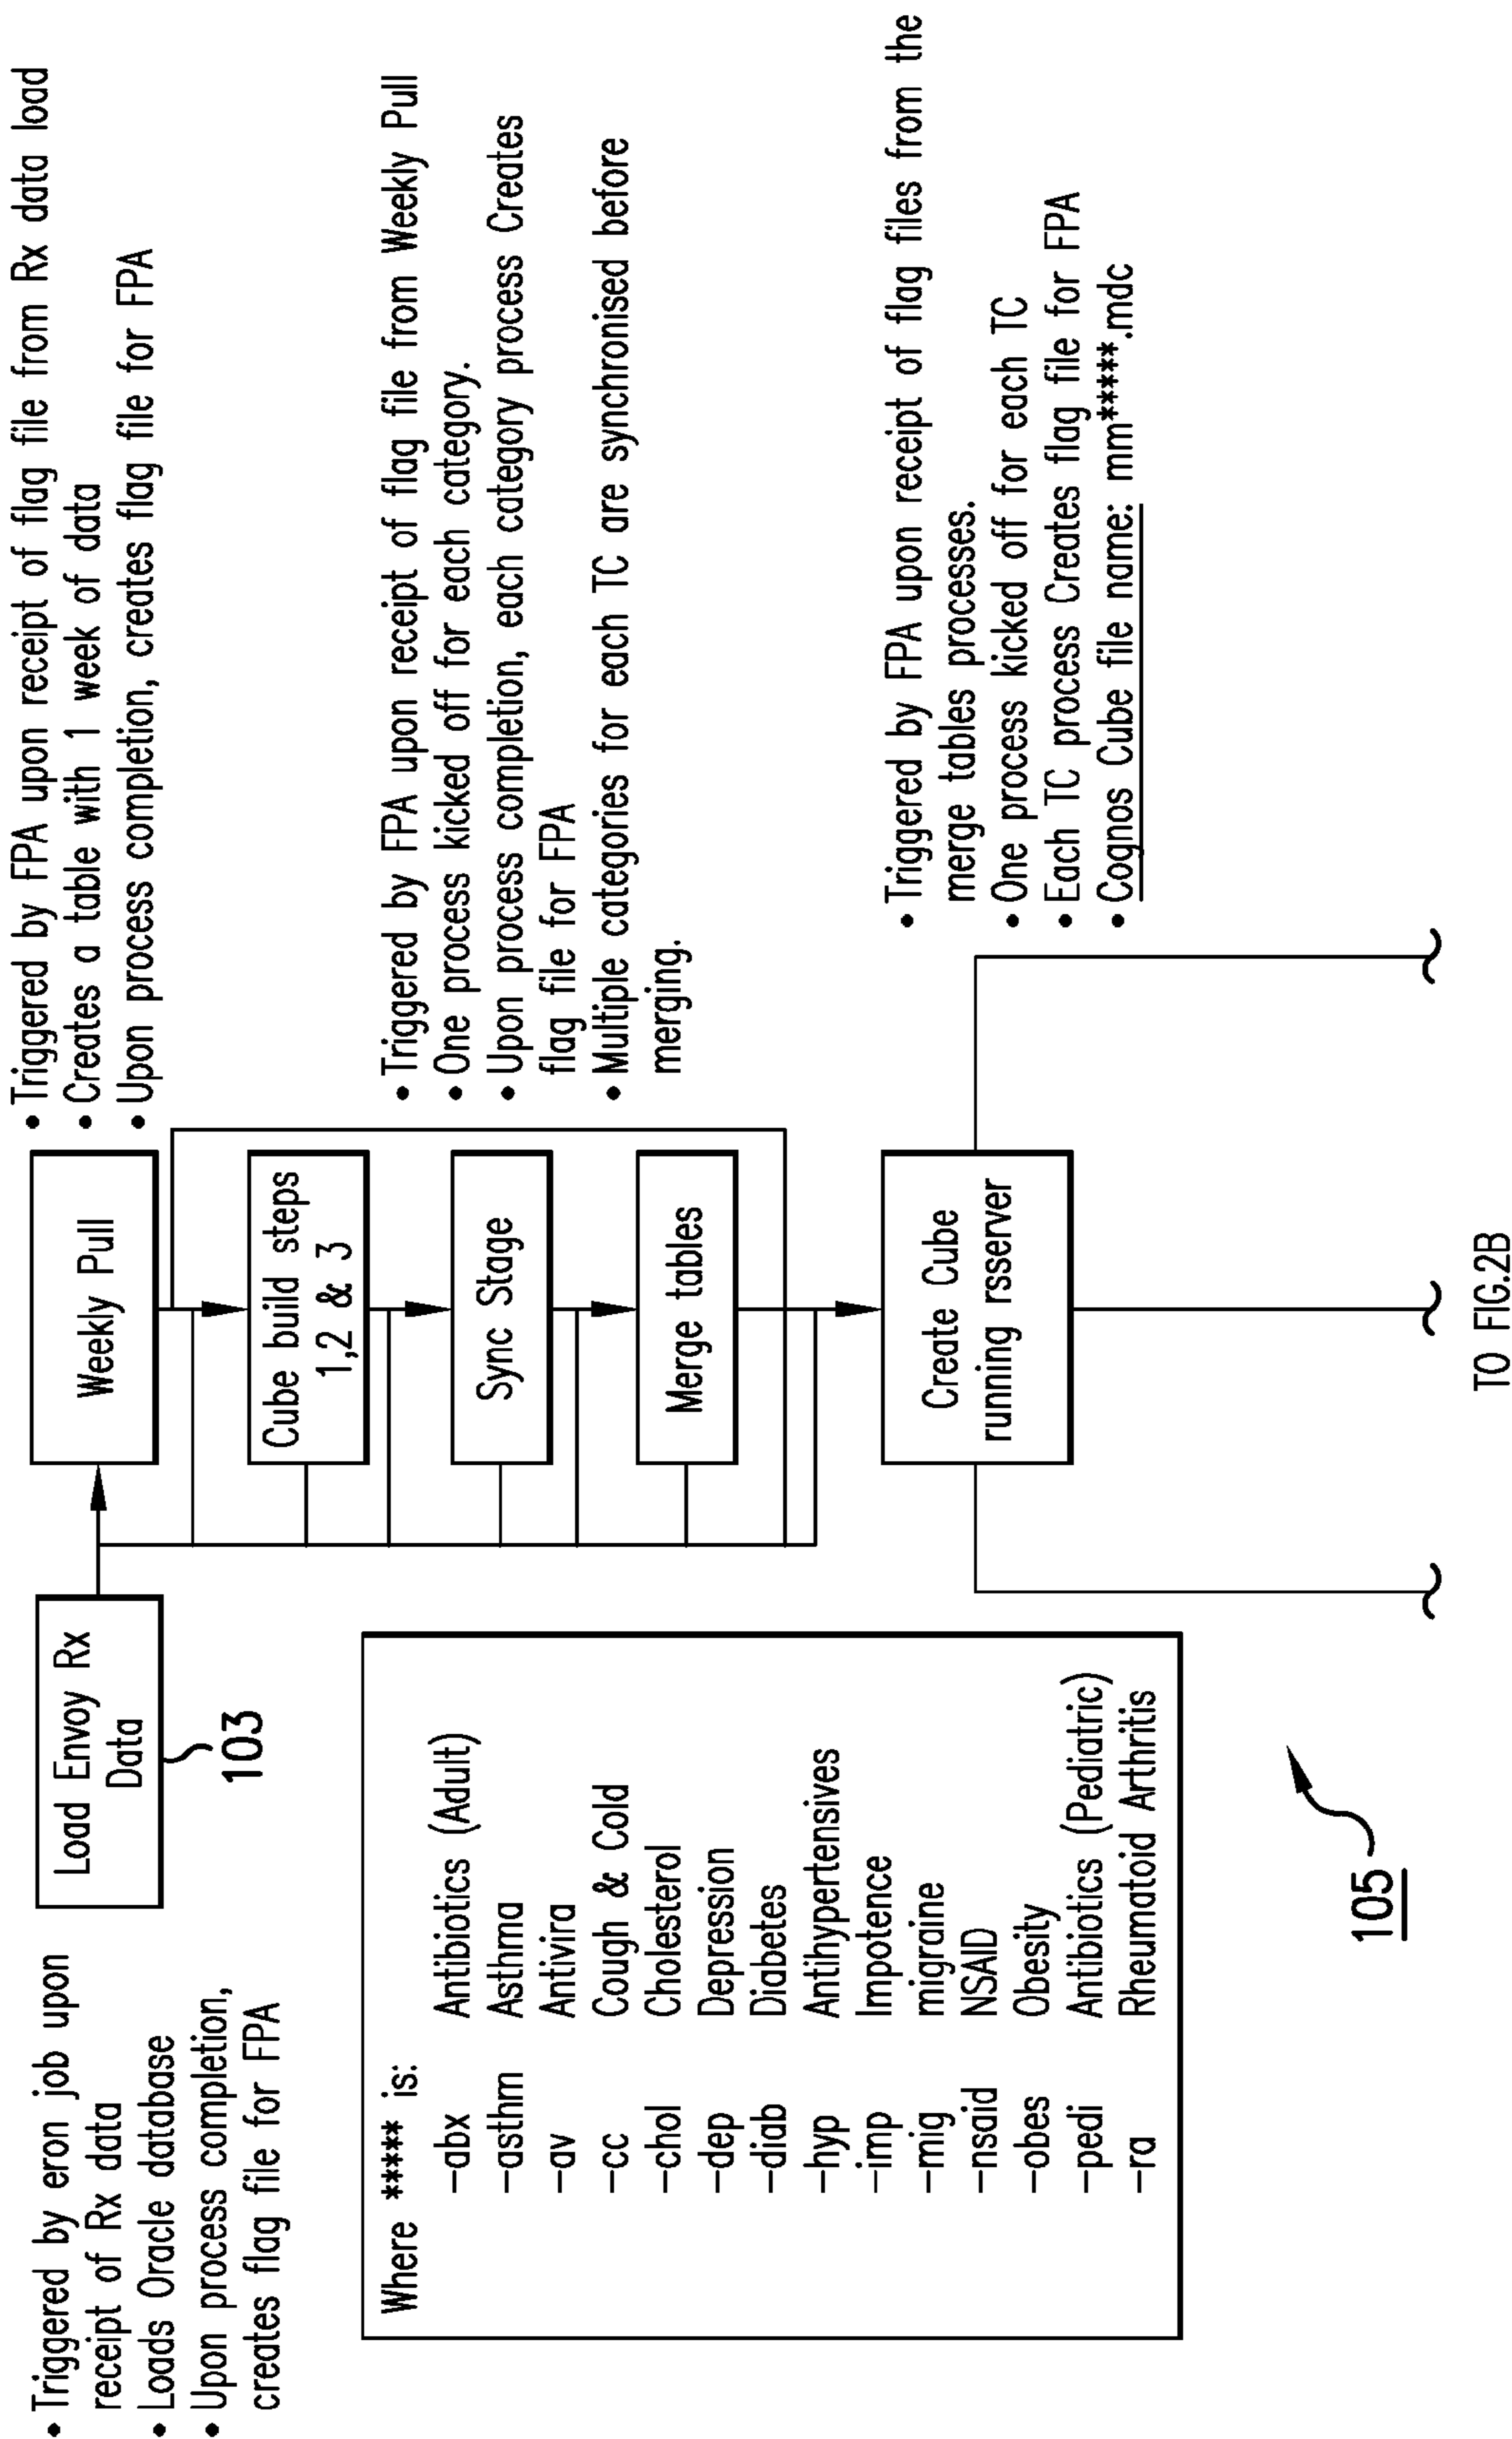 • Triggered by eron job upon
receipt of Rx data
• Loads Oracle database
• Upon process completion,
creates flag file for FPA
Load Envoy Rx
Data
103
Weekly Pull
• Triggered by FPA upon receipt of flag file from Rx data load
• Creates a table with 1 week of data
• Upon process completion, creates flag file for FPA
Cube build steps
1,2 & 3
Sync Stage
Merge tables
• Triggered by FPA upon receipt of flag file from Weekly Pull
• One process kicked off for each category.
• Upon process completion, each category process Creates
flag file for FPA
• Multiple categories for each TC are synchronised before
merging.
Where ***** is:
–abx Antibiotics (Adult)
–asthm Asthma
–av Antivira
–cc Cough & Cold
–chol Cholesterol
–dep Depression
–diab Diabetes
–hyp Antihypertensives
–imp Impotence
–mig migraine
–nsaid NSAID
–obes Obesity
–pedi Antibiotics (Pediatric)
–ra Rheumatoid Arthritis
Create Cube
running rsserver
• Triggered by FPA upon receipt of flag files from the
merge tables processes.
• One process kicked off for each TC
• Each TC process Creates flag file for FPA
• Cognos Cube file name: mm*****.mdc
105
TO FIG.2B